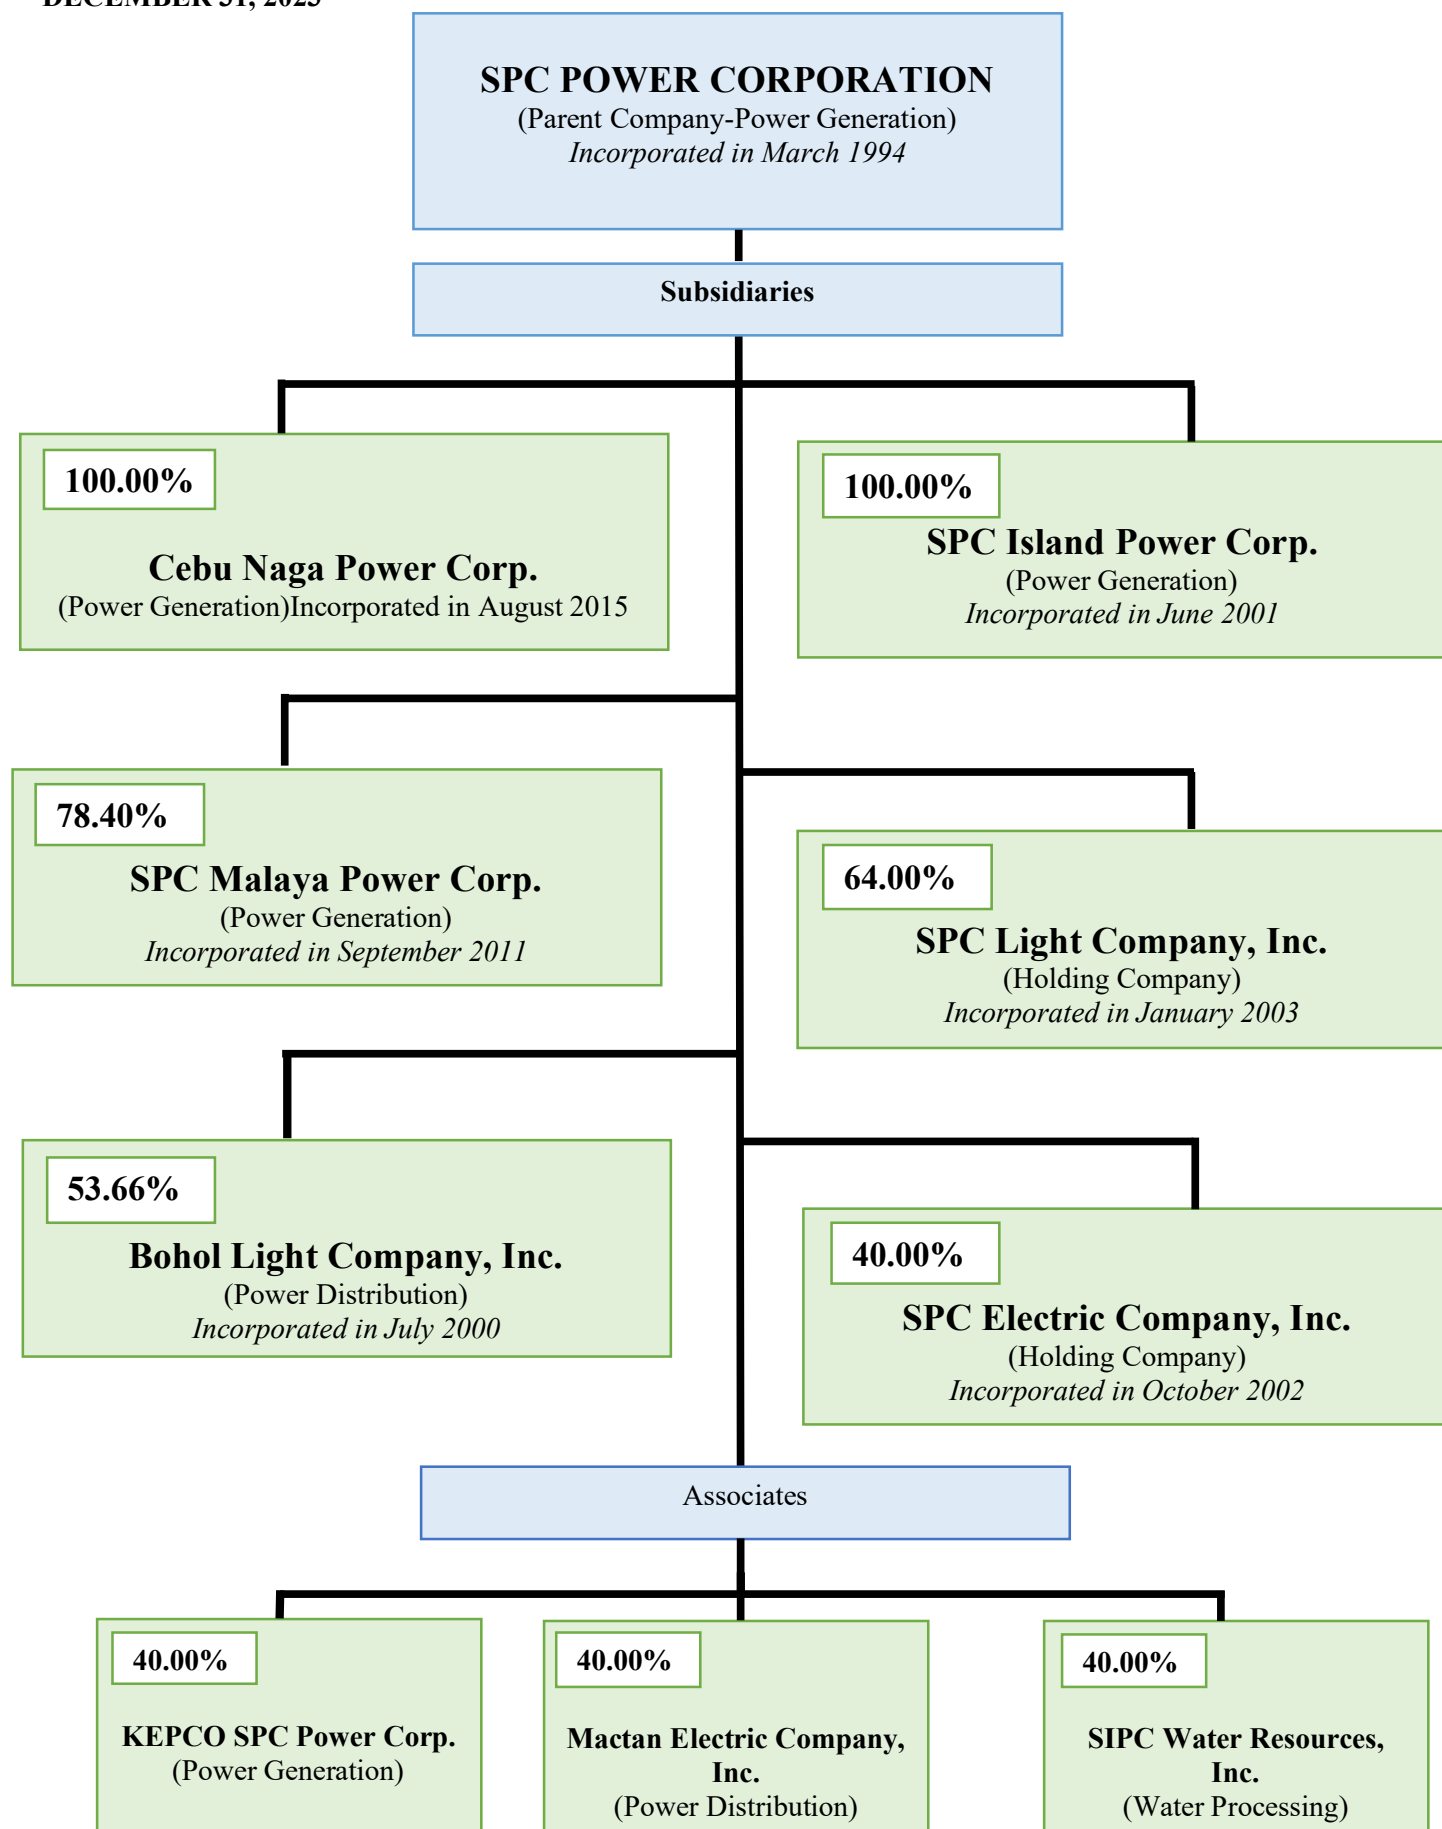 DECEMBER 31, 2023
SPC POWER CORPORATION
(Parent Company-Power Generation)
Incorporated in March 1994
Subsidiaries
100.00%
Cebu Naga Power Corp.
(Power Generation)Incorporated in August 2015
100.00%
SPC Island Power Corp.
(Power Generation)
Incorporated in June 2001
78.40%
SPC Malaya Power Corp.
(Power Generation)
Incorporated in September 2011
64.00%
SPC Light Company, Inc.
(Holding Company)
Incorporated in January 2003
53.66%
Bohol Light Company, Inc.
(Power Distribution)
Incorporated in July 2000
40.00%
SPC Electric Company, Inc.
(Holding Company)
Incorporated in October 2002
Associates
40.00%
KEPCO SPC Power Corp.
(Power Generation)
40.00%
Mactan Electric Company,
Inc.
(Power Distribution)
40.00%
SIPC Water Resources,
Inc.
(Water Processing)